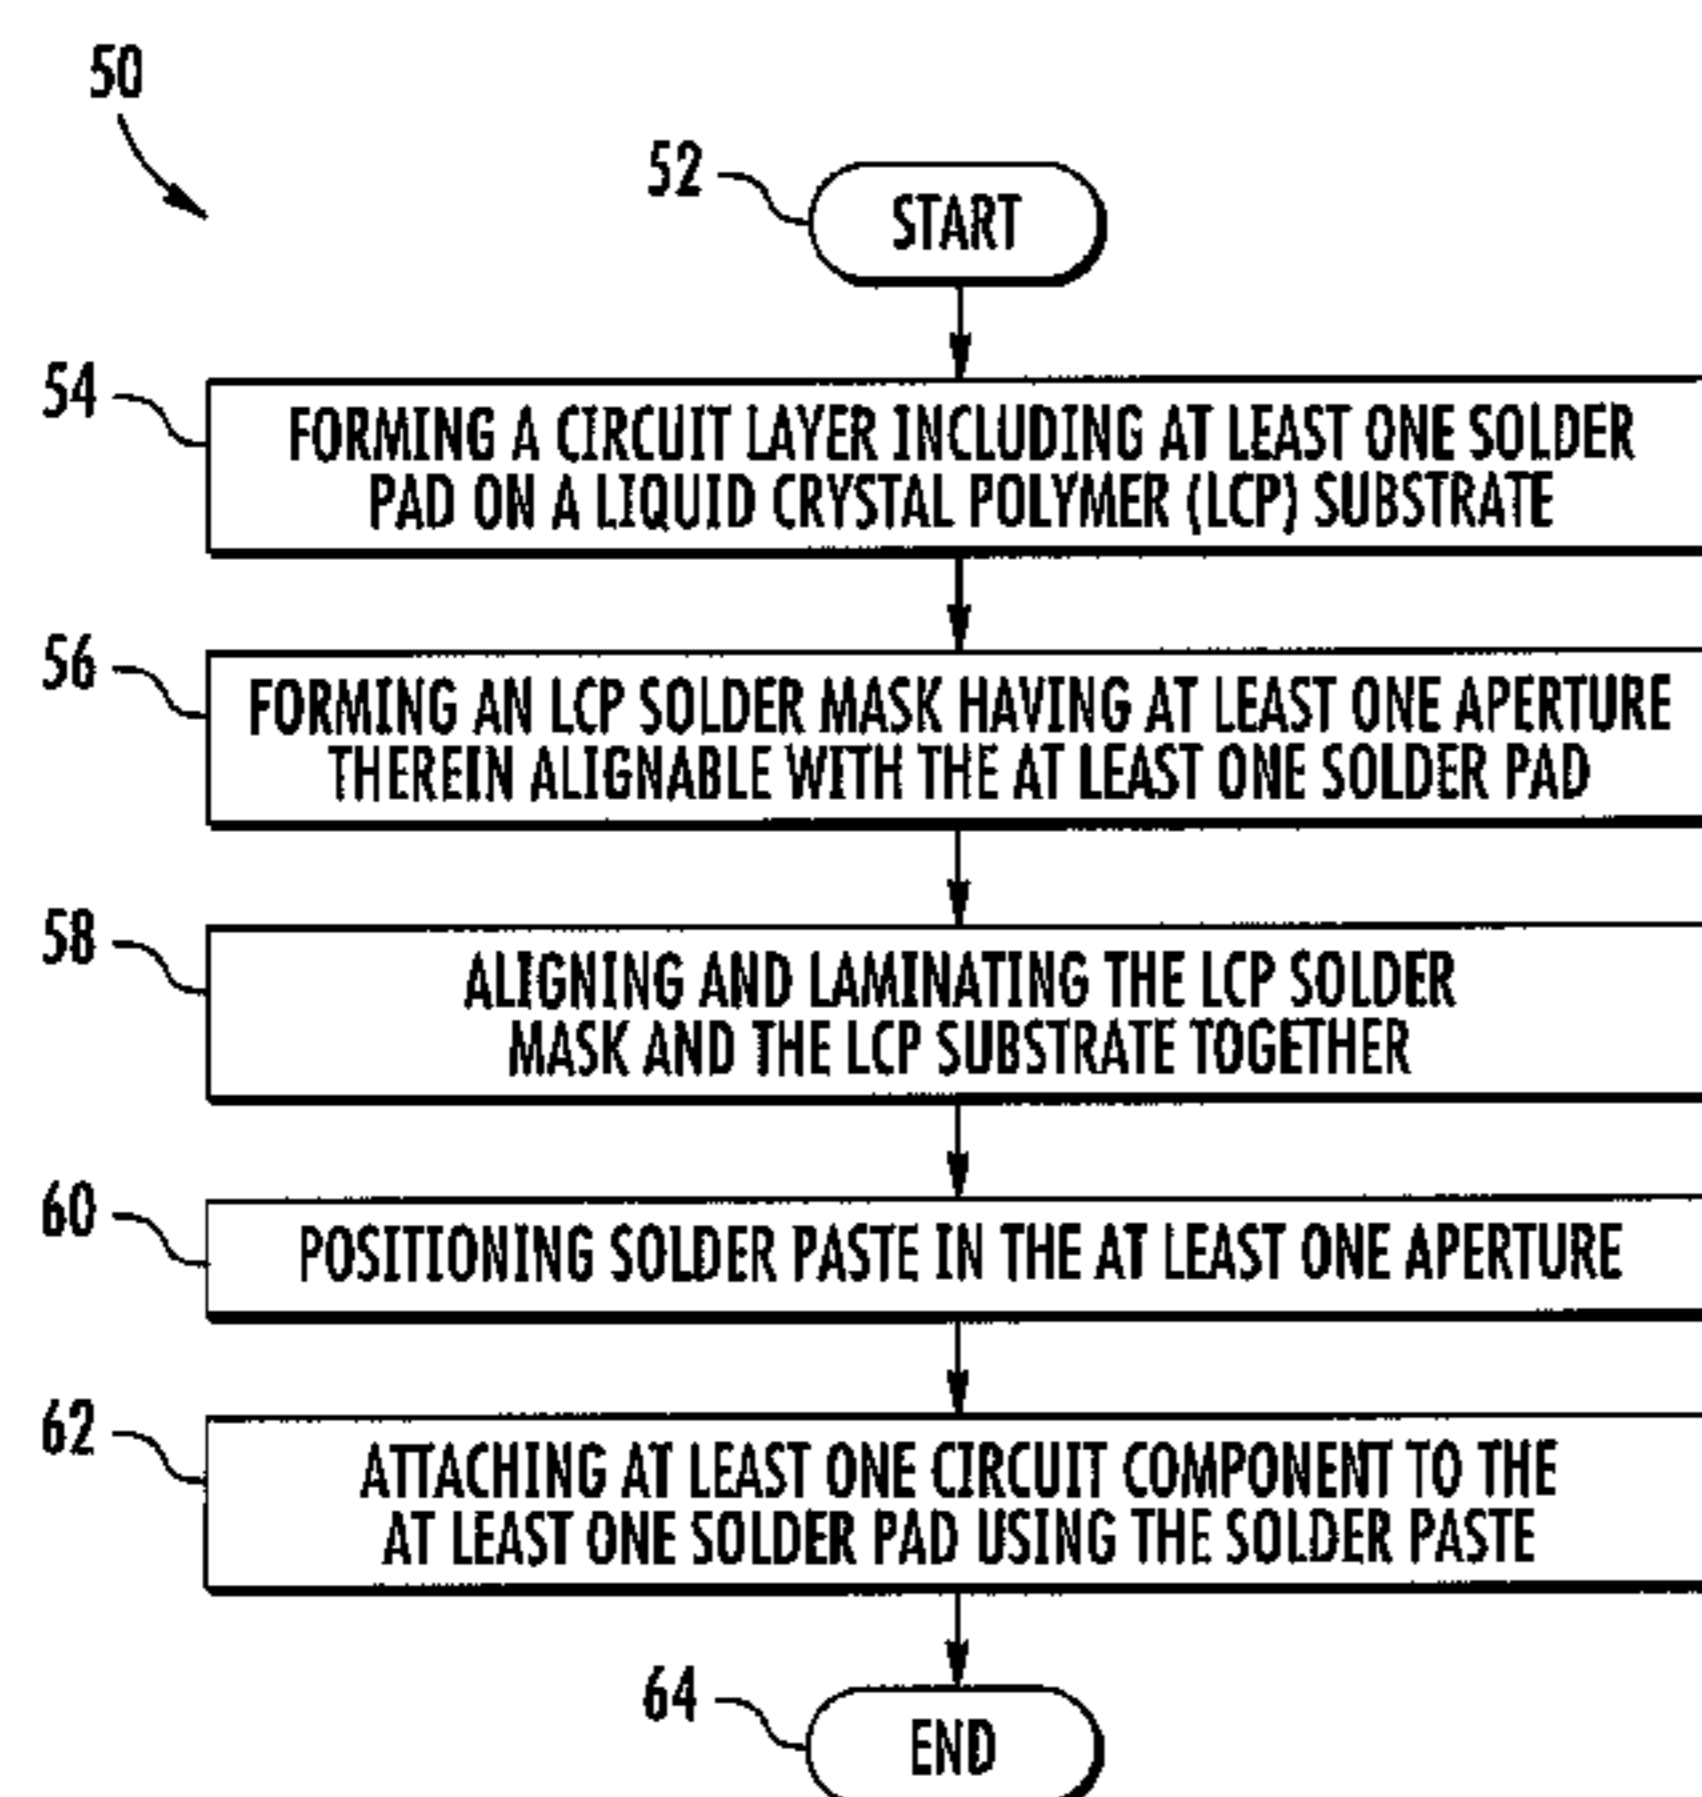 50
52
START
54
FORMING A CIRCUIT LAYER INCLUDING AT LEAST ONE SOLDER
PAD ON A LIQUID CRYSTAL POLYMER (LCP) SUBSTRATE
56
FORMING AN LCP SOLDER MASK HAVING AT LEAST ONE APERTURE
THEREIN ALIGNABLE WITH THE AT LEAST ONE SOLDER PAD
58
ALIGNING AND LAMINATING THE LCP SOLDER
MASK AND THE LCP SUBSTRATE TOGETHER
60
POSITIONING SOLDER PASTE IN THE AT LEAST ONE APERTURE
62
ATTACHING AT LEAST ONE CIRCUIT COMPONENT TO THE
AT LEAST ONE SOLDER PAD USING THE SOLDER PASTE
64
END